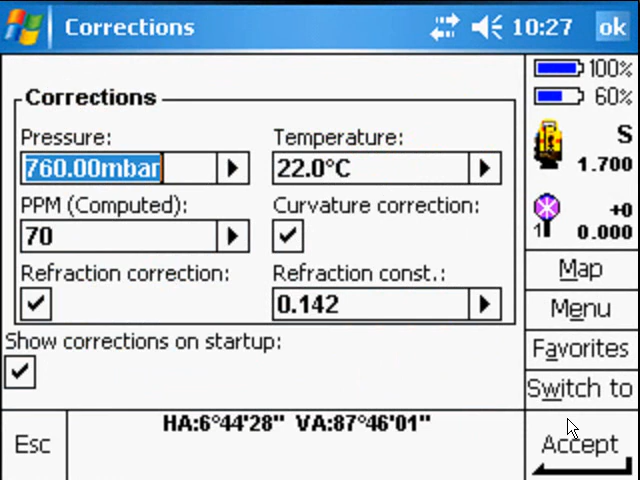 Corrections
10:27 ok
100%
60%
S
1.700
+0
1 0.000
Corrections
Pressure: Temperature:
760.00mbar 22.0°C
PPM (Computed): Curvature correction:
70
Refraction correction: Refraction const.:
0.142
Show corrections on startup:
Map
Menu
Favorites
Switch to
HA:6°44'28" VA:87°46'01"
Esc
Accept